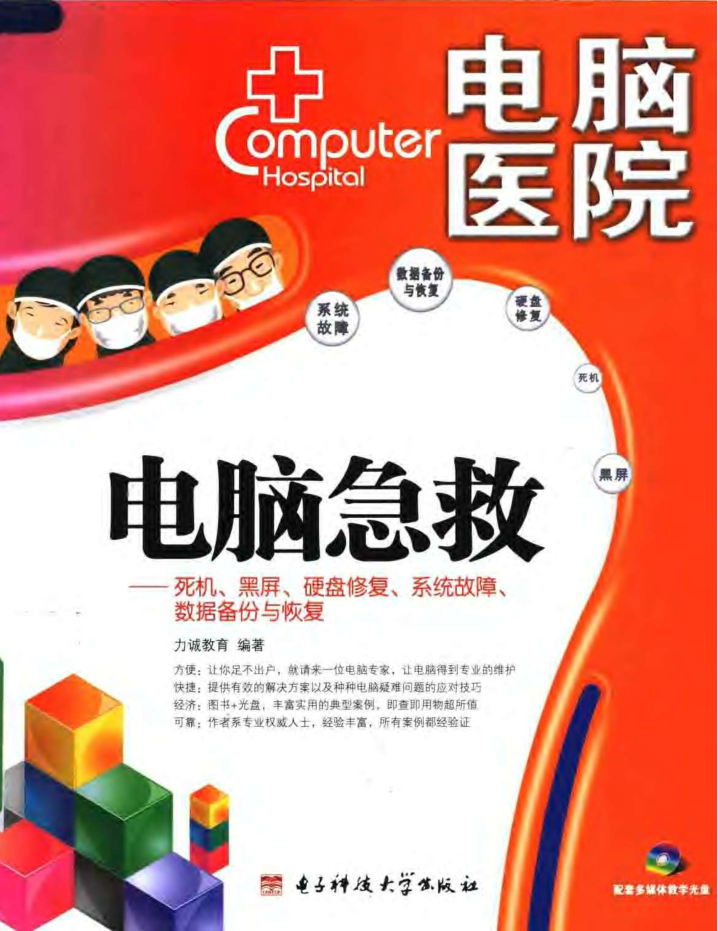 电脑
医院
Computer
Hospital
数据备份
与恢复
系统
故障
硬盘
修复
死机
黑屏
电脑急救
——死机、黑屏、硬盘修复、系统故障、
数据备份与恢复
力诚教育 编著
方便：让你足不出户，就请来一位电脑专家，让电脑得到专业的维护
快捷：提供有效的解决方案以及种种电脑疑难问题的应对技巧
经济：图书+光盘，丰富实用的典型案例，即查即用物超所值
可靠：作者系专业权威人士，经验丰富，所有案例都经验证
电子科技大学出版社
配套多媒体教学光盘